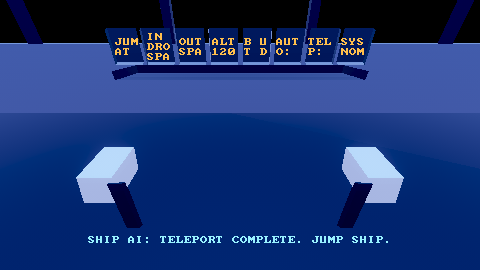 JUM
AT
IN
DRO
SPA
OUT
SPA
ALT
120
B U
T D
AUT
O:
TEL
P:
SYS
NOM
SHIP AI: TELEPORT COMPLETE. JUMP SHIP.